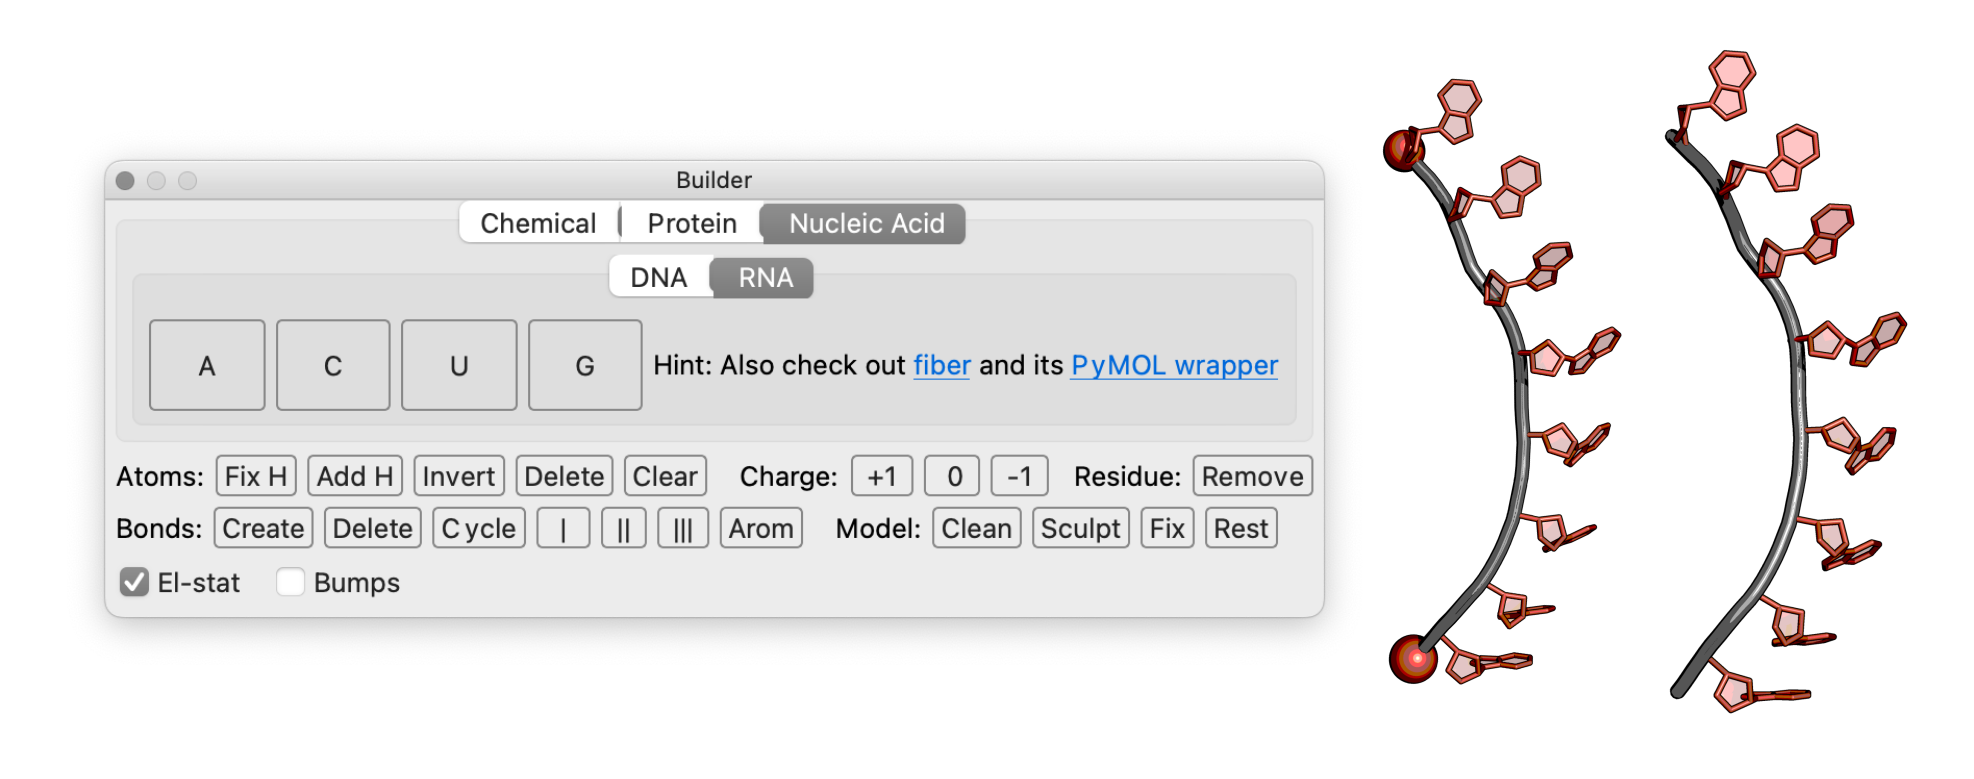 Builder
Chemical Protein Nucleic Acid
DNA RNA
A C U G Hint: Also check out fiber and its PyMOL wrapper
Atoms: Fix H Add H Invert Delete Clear Charge: +1 0 -1 Residue: Remove
Bonds: Create Delete Cycle | || ||| Arom Model: Clean Sculpt Fix Rest
El-stat Bumps